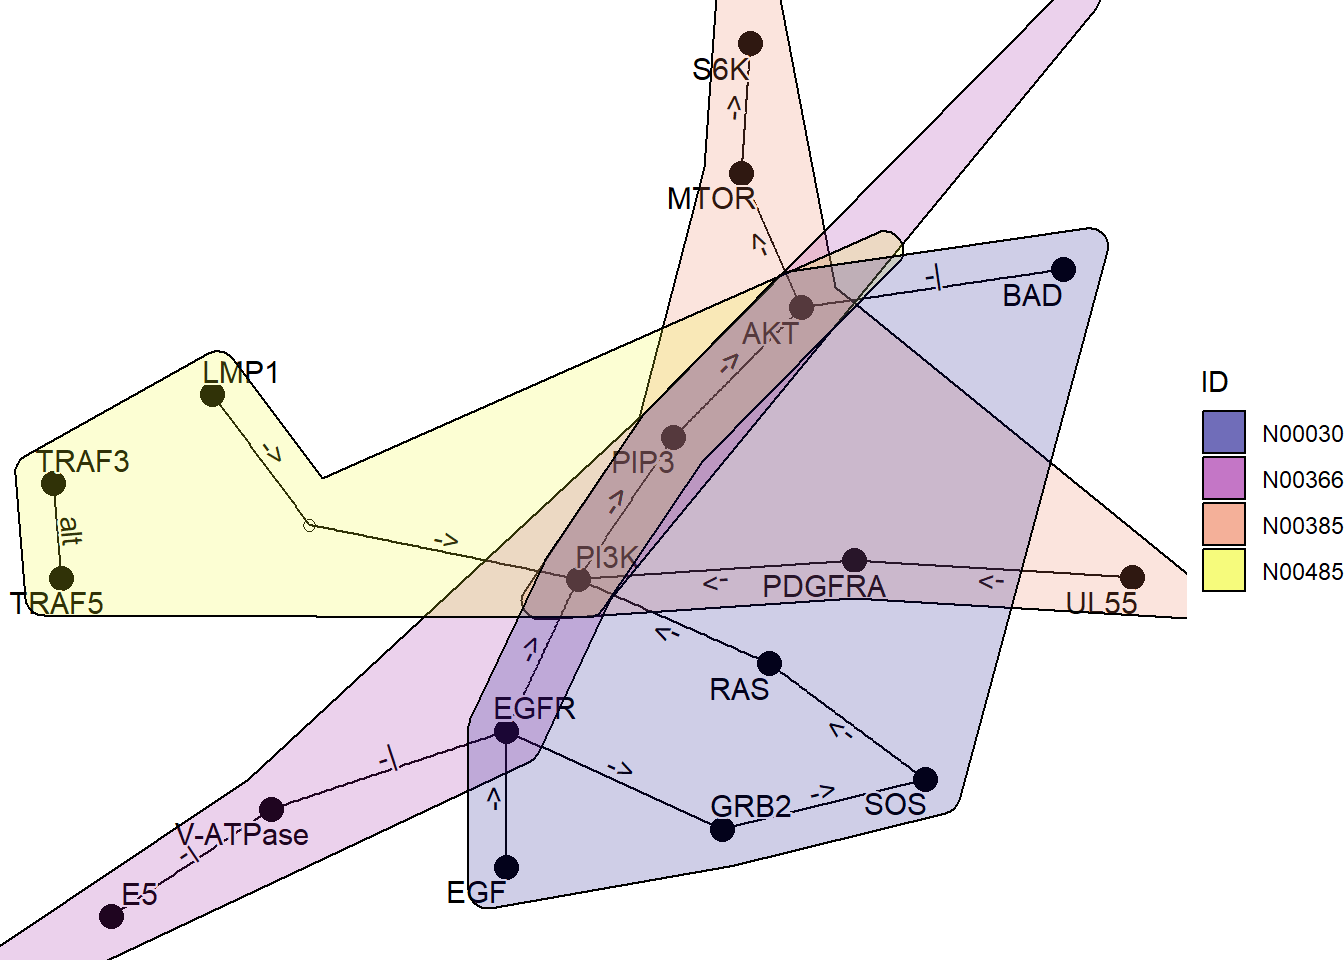 S6K
->
MTOR
->
-|
BAD
AKT
->
LMP1
ID
TRAF3
->
PIP3
N00030
N00366
->
N00385
alt
->
PI3K
N00485
TRAF5
<-
PDGFRA
<-
UL55
<-
->
RAS
EGFR
<-
-|
->
->
GRB2
->
SOS
V-ATPase
-|
E5
EGF